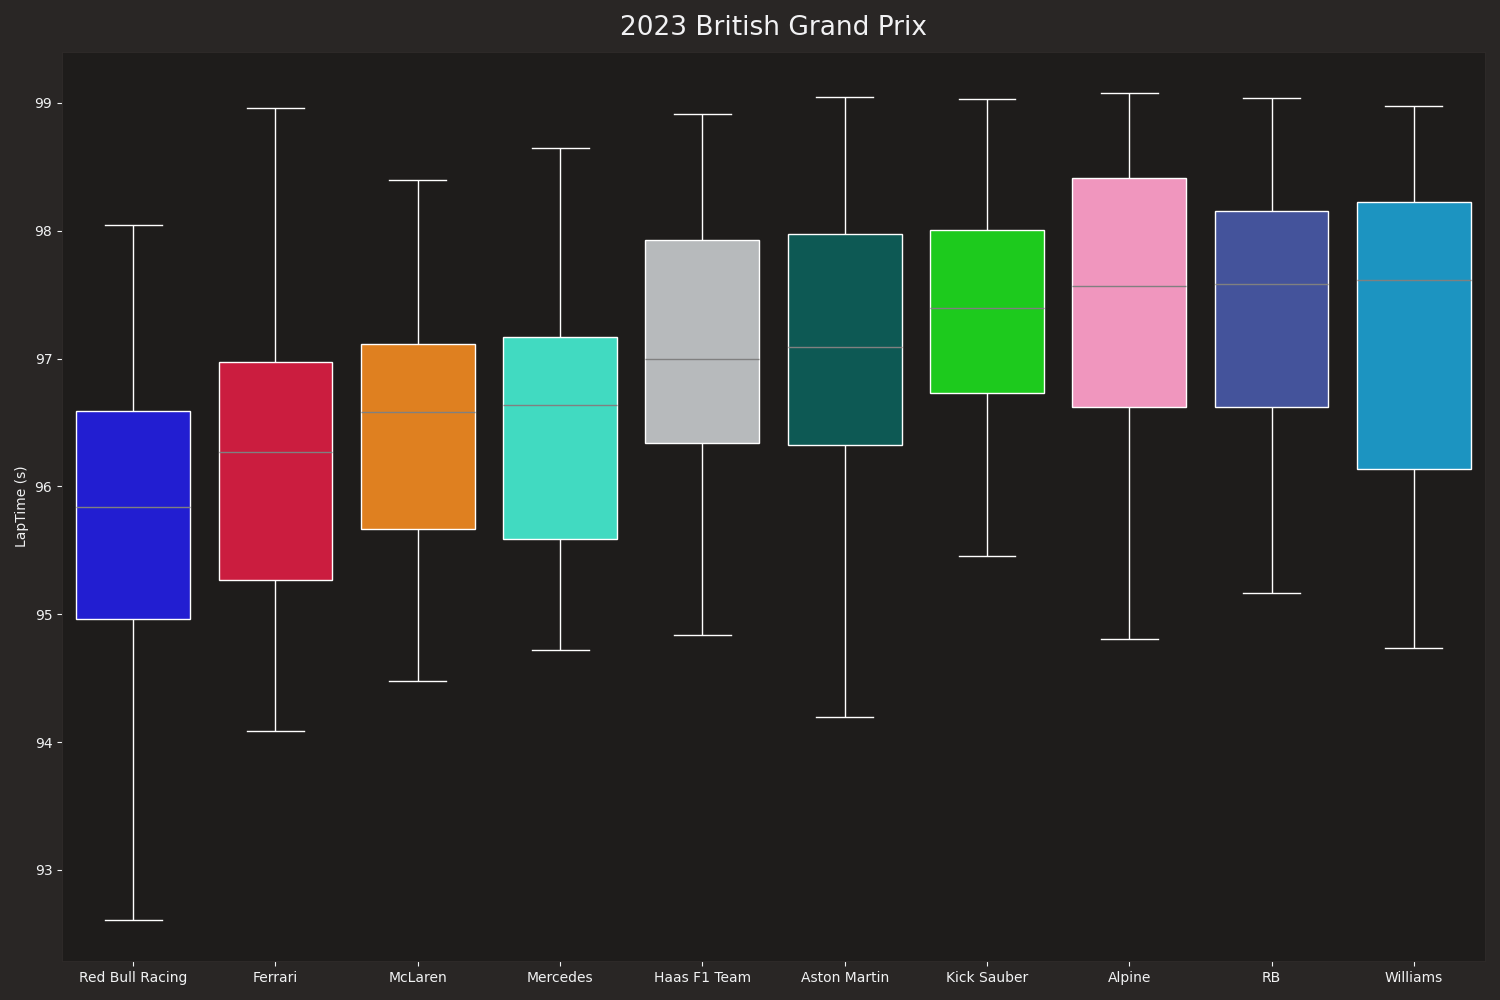 2023 British Grand Prix
LapTime (s)
99
98
97
96
95
94
93
Red Bull Racing
Ferrari
McLaren
Mercedes
Haas F1 Team
Aston Martin
Kick Sauber
Alpine
RB
Williams